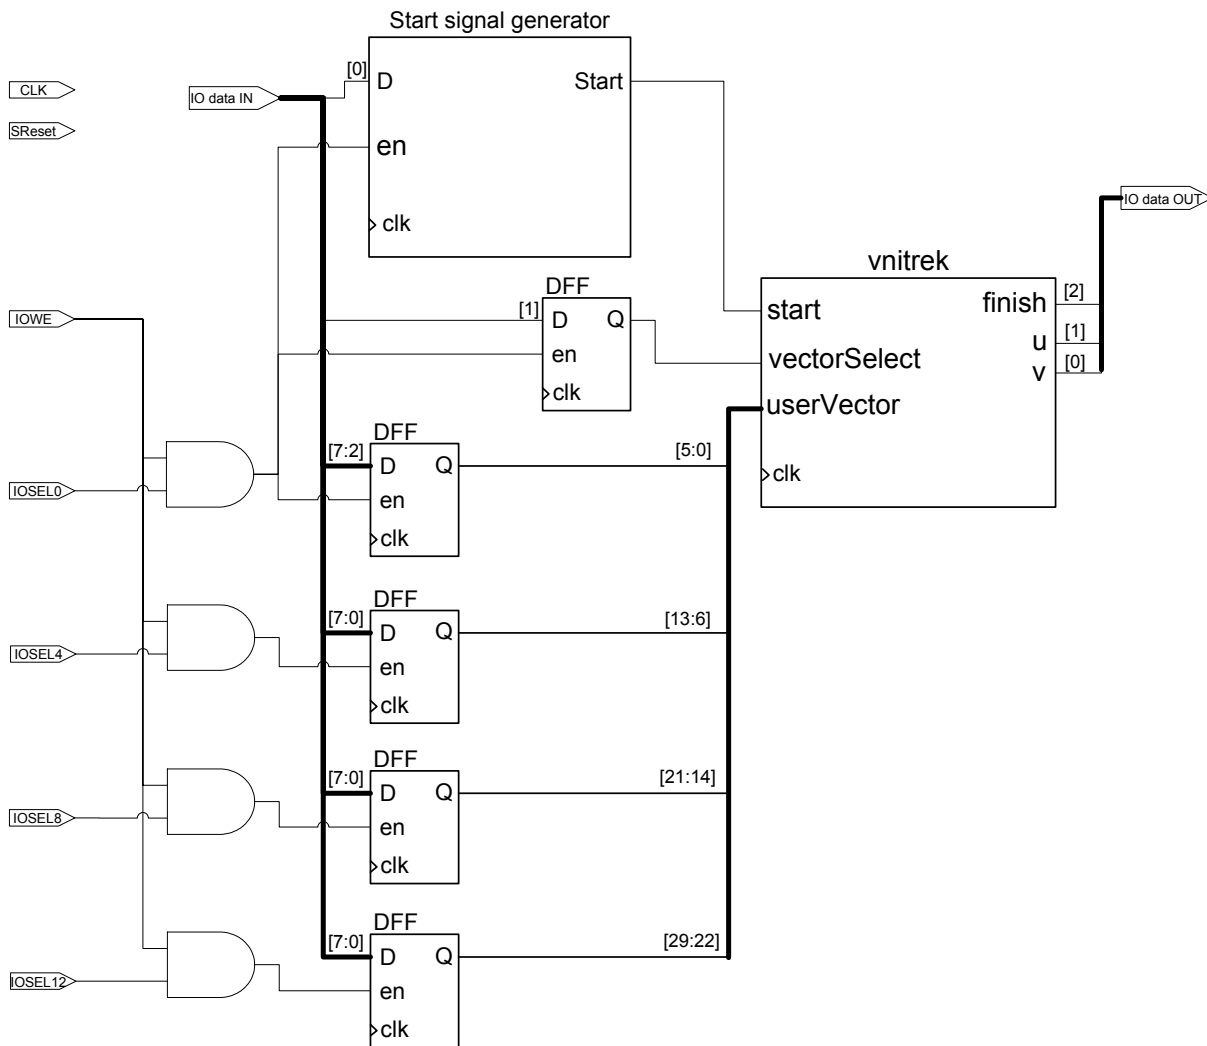 Start signal generator
[0]
D
Start
CLK
IO data IN
SReset
en
IO data OUT
clk
vnitrek
DFF
[2]
finish
[1]
D
Q
start
IOWE
[1]
u
en
vectorSelect
[0]
v
clk
userVector
DFF
[7:2]
D
Q
[5:0]
clk
IOSEL0
en
clk
DFF
[7:0]
D
Q
[13:6]
IOSEL4
en
clk
DFF
[7:0]
D
Q
[21:14]
IOSEL8
en
clk
DFF
[7:0]
D
Q
[29:22]
IOSEL12
en
clk